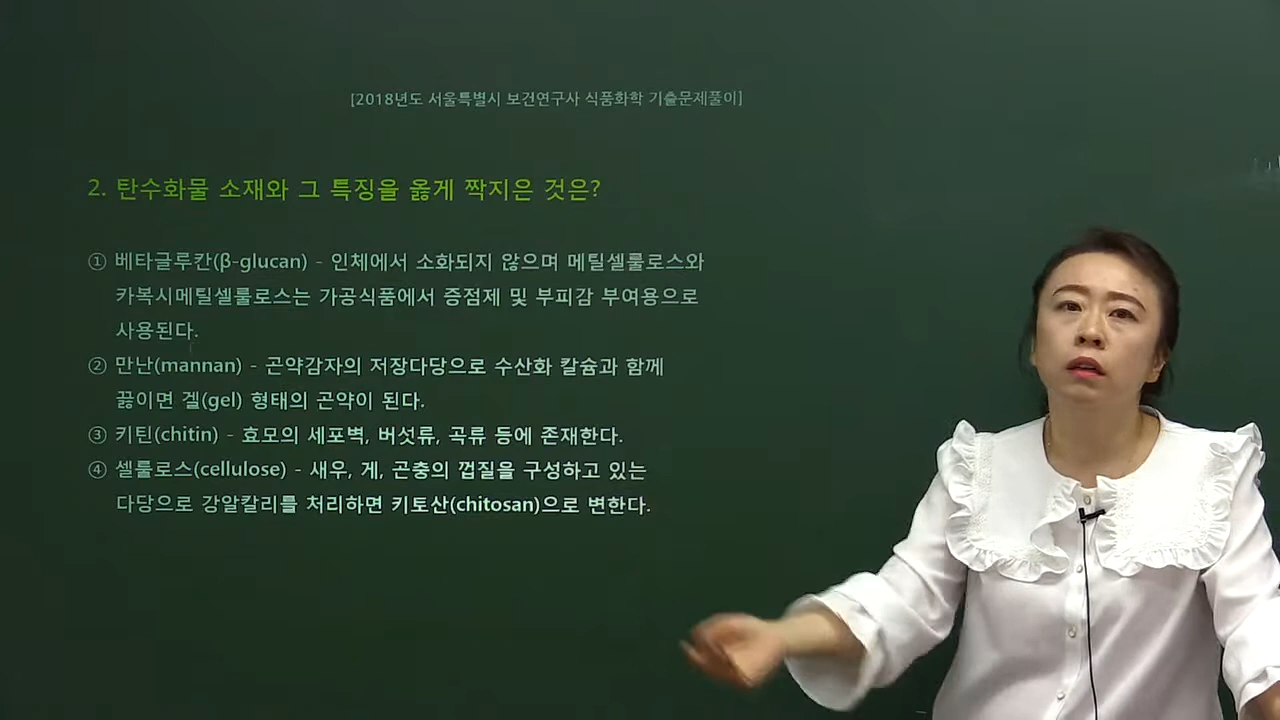 [2018년도 서울특별시 보건연구사 식품화학 기출문제풀이]
2. 탄수화물 소재와 그 특징을 옳게 짝지은 것은?
① 베타글루칸(β-glucan) - 인체에서 소화되지 않으며 메틸셀룰로스와
카복시메틸셀룰로스는 가공식품에서 증점제 및 부피감 부여용으로
사용된다.
② 만난(mannan) - 곤약감자의 저장다당으로 수산화 칼슘과 함께
끓이면 겔(gel) 형태의 곤약이 된다.
③ 키틴(chitin) - 효모의 세포벽, 버섯류, 곡류 등에 존재한다.
④ 셀룰로스(cellulose) - 새우, 게, 곤충의 껍질을 구성하고 있는
다당으로 강알칼리를 처리하면 키토산(chitosan)으로 변한다.